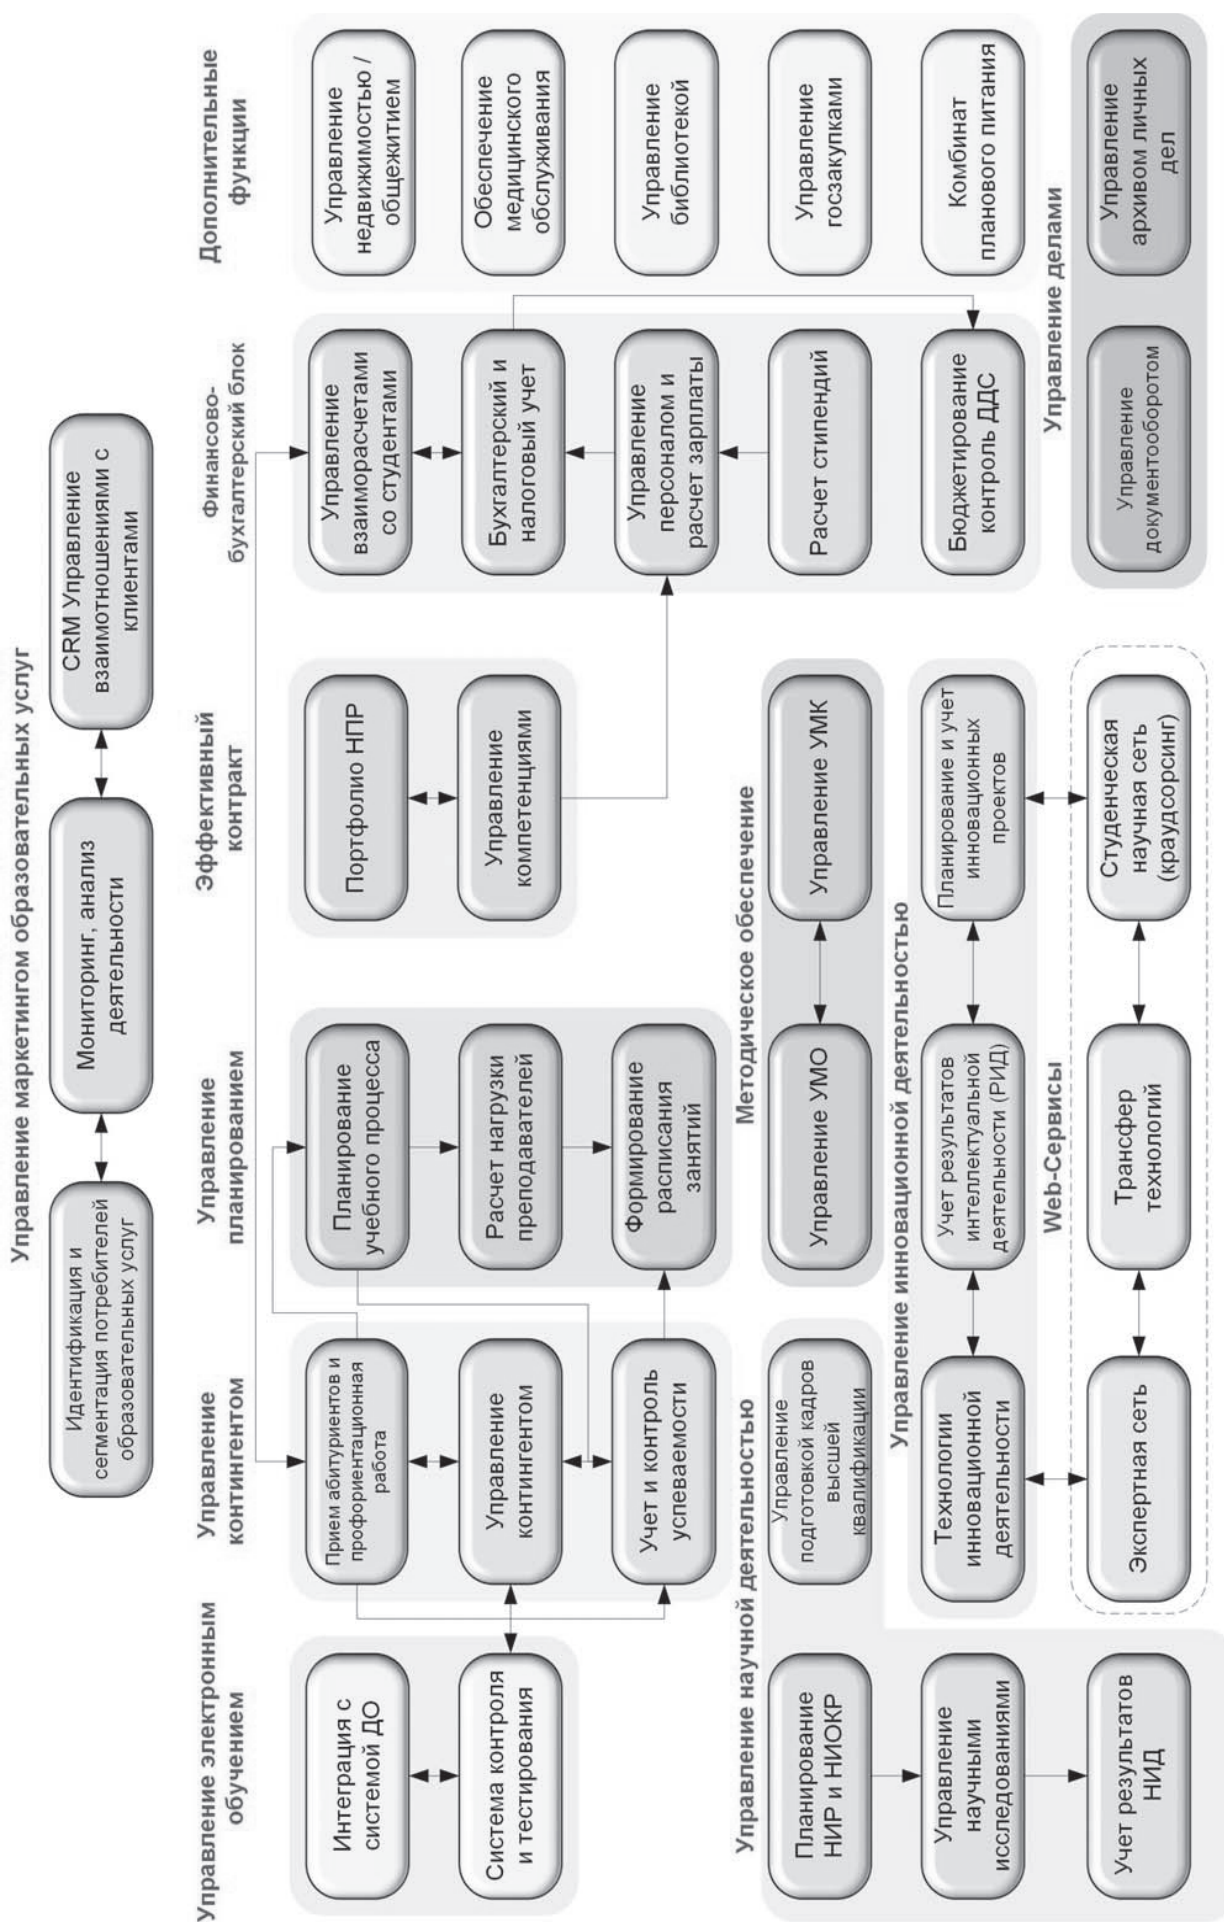 Управление маркетингом образовательных услуг
Идентификация и
сегментация потребителей
образовательных услуг
Мониторинг, анализ
деятельности
CRM Управление
взаимотношениями с
клиентами
Управление электронным
обучением
Интеграция с
системой ДО
Система контроля
и тестирования
Управление
контингентом
Прием абитуриентов и
профориентационная
работа
Управление
контингентом
Учет и контроль
успеваемости
Управление
планированием
Планирование
учебного процесса
Расчет нагрузки
преподавателей
Формирование
расписания
занятий
Эффективный
контракт
Портфолио НПР
Управление
компетенциями
Финансово-
бухгалтерский блок
Управление
взаиморасчетами
со студентами
Бухгалтерский и
налоговый учет
Управление
персоналом и
расчет зарплаты
Расчет стипендий
Бюджетирование
контроль ДДС
Дополнительные
функции
Управление
недвижимостью /
общежитием
Обеспечение
медицинского
обслуживания
Управление
библиотекой
Управление
госзакупками
Комбинат
планового питания
Управление научной деятельностью
Планирование
НИР и НИОКР
Управление
научными
исследованиями
Учет результатов
НИД
Управление
подготовкой кадров
высшей
квалификации
Методическое обеспечение
Управление УМО
Управление УМК
Управление инновационной деятельностью
Технологии
инновационной
деятельности
Учет результатов
интеллектуальной
деятельности (РИД)
Планирование и учет
инновационных
проектов
Web-Сервисы
Экспертная сеть
Трансфер
технологий
Студенческая
научная сеть
(краудсорсинг)
Управление делами
Управление
документооборотом
Управление
архивом личных
дел